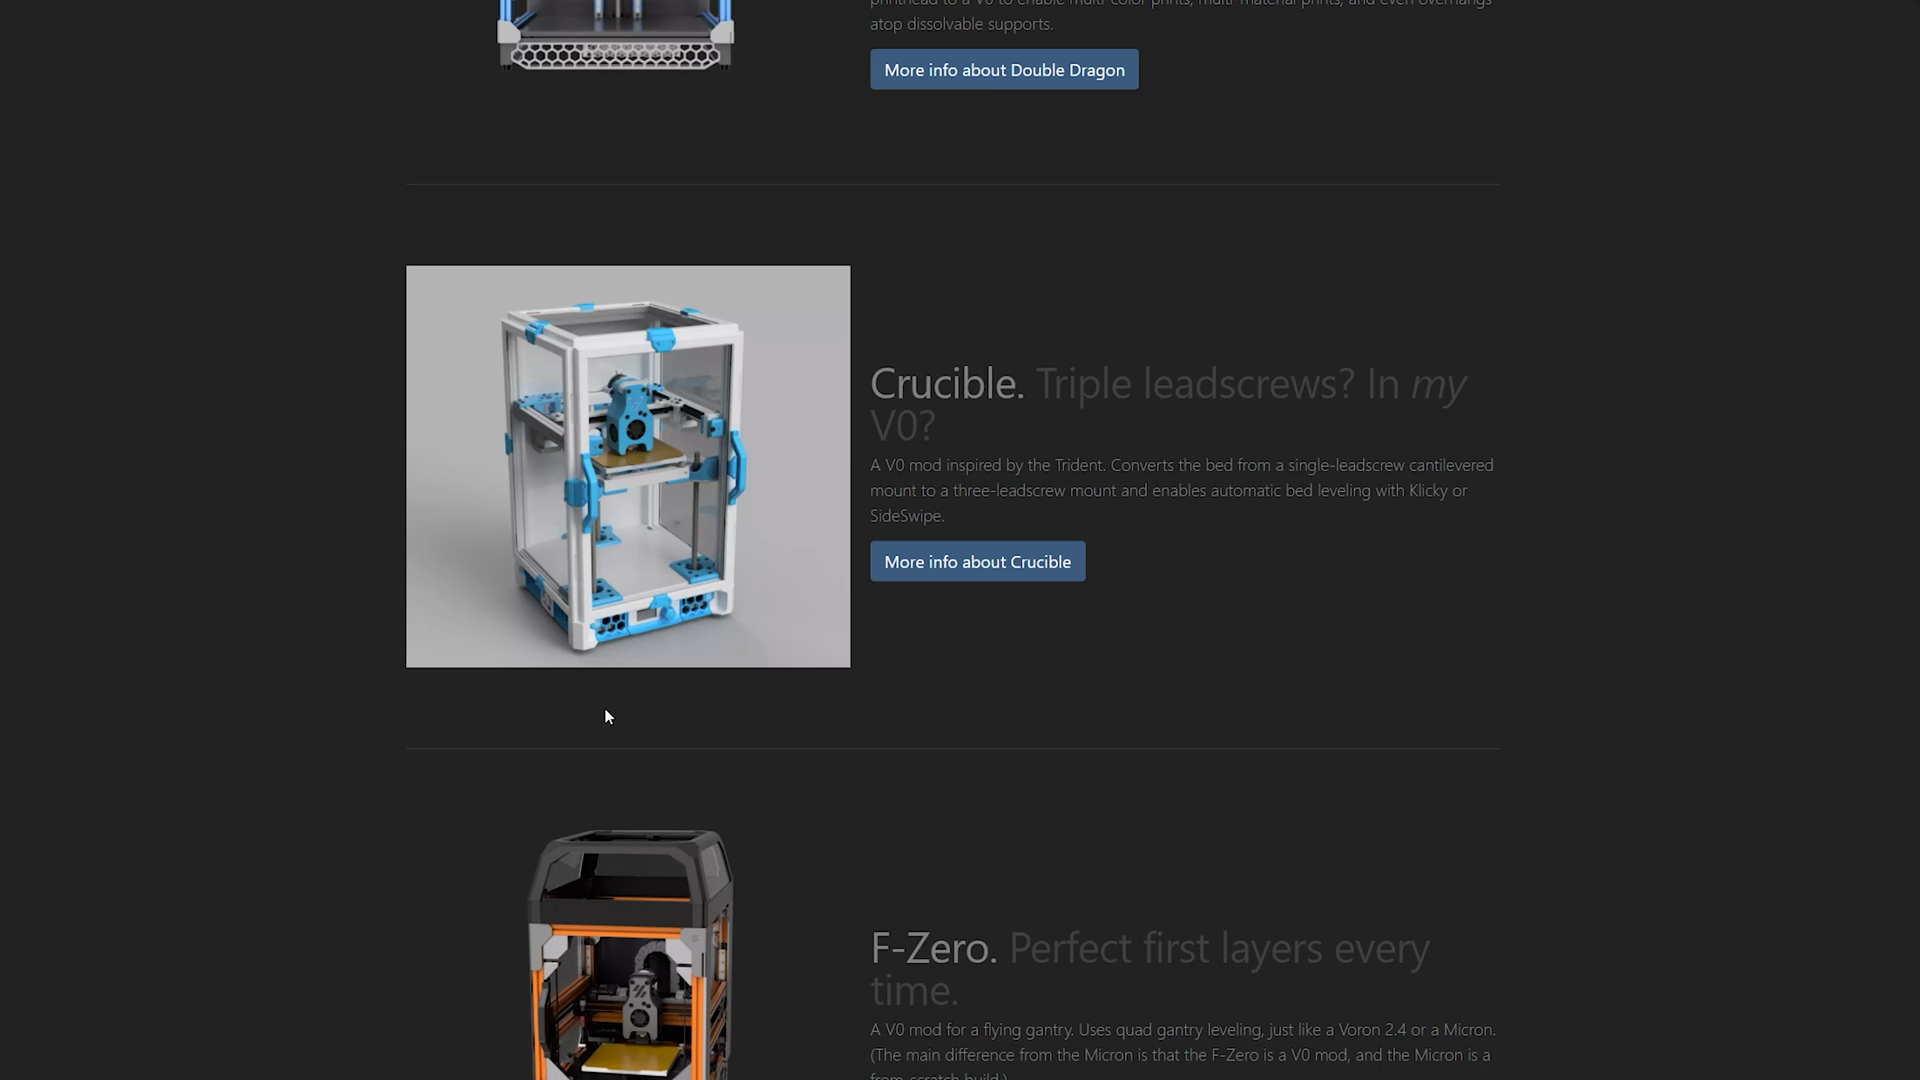 printhead to a V0 to enable multi-color prints, multi-material prints, and even overhangs
atop dissolvable supports.
More info about Double Dragon
Crucible. Triple leadscrews? In my
V0?
A V0 mod inspired by the Trident. Converts the bed from a single-leadscrew cantilevered
mount to a three-leadscrew mount and enables automatic bed leveling with Klicky or
SideSwipe.
More info about Crucible
F-Zero. Perfect first layers every
time.
A V0 mod for a flying gantry. Uses quad gantry leveling, just like a Voron 2.4 or a Micron.
(The main difference from the Micron is that the F-Zero is a V0 mod, and the Micron is a
from-scratch build.)